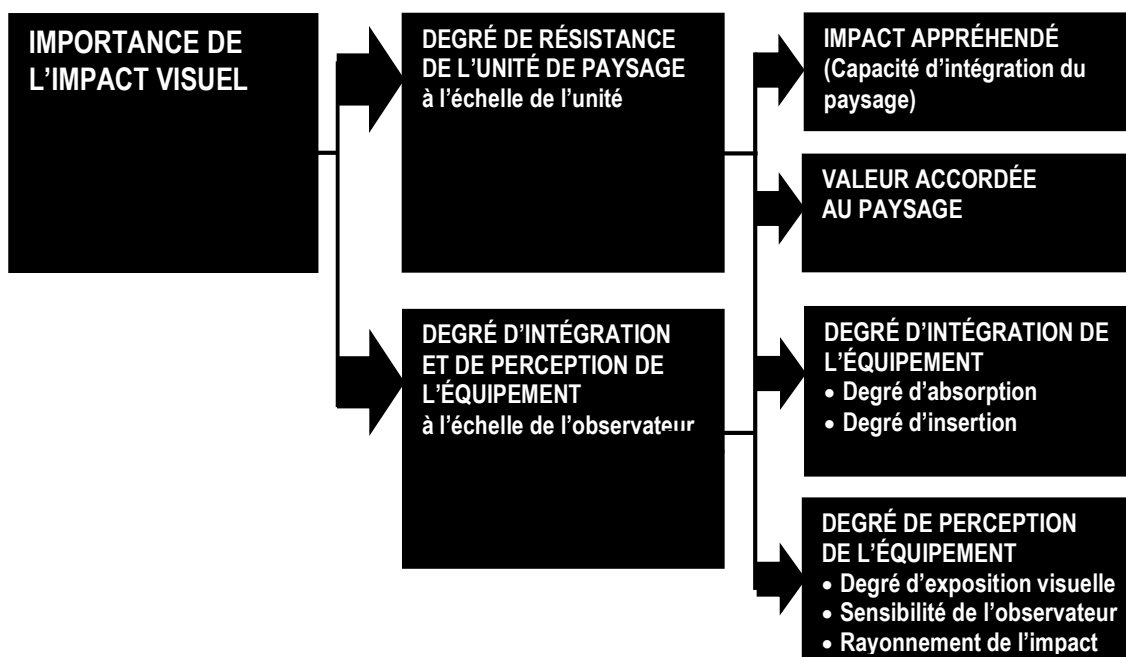 IMPORTANCE DE
L'IMPACT VISUEL
DEGRÉ DE RÉSISTANCE
DE L'UNITÉ DE PAYSAGE
à l'échelle de l'unité
DEGRÉ D'INTÉGRATION
ET DE PERCEPTION DE
L'ÉQUIPEMENT
à l'échelle de l'observateur
IMPACT APPRÉHENDÉ
(Capacité d'intégration du
paysage)
VALEUR ACCORDÉE
AU PAYSAGE
DEGRÉ D'INTÉGRATION DE
L'ÉQUIPEMENT
• Degré d'absorption
• Degré d'insertion
DEGRÉ DE PERCEPTION
DE L'ÉQUIPEMENT
• Degré d'exposition visuelle
• Sensibilité de l'observateur
• Rayonnement de l'impact